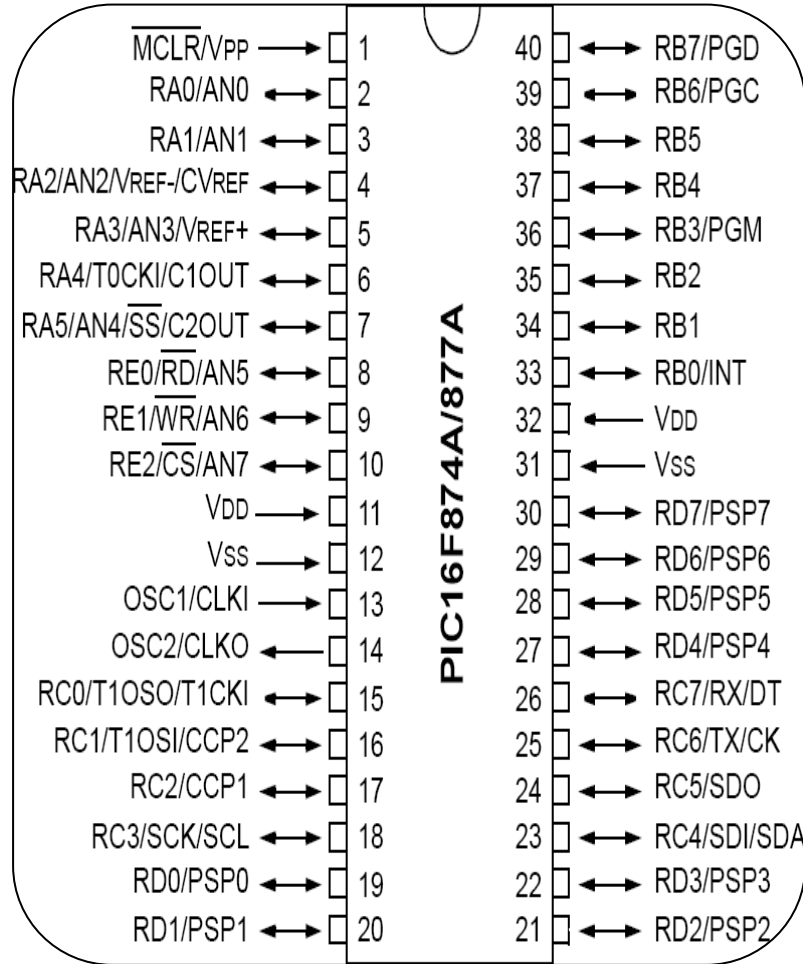 MCLR/VPP 1 40 RB7/PGD
RA0/AN0 2 39 RB6/PGC
RA1/AN1 3 38 RB5
RA2/AN2/VREF-/CVREF 4 37 RB4
RA3/AN3/VREF+ 5 36 RB3/PGM
RA4/T0CKI/C1OUT 6 35 RB2
RA5/AN4/SS/C2OUT 7 34 RB1
RE0/RD/AN5 8 33 RB0/INT
RE1/WR/AN6 9 32 VDD
RE2/CS/AN7 10 31 VSS
VDD 11 30 RD7/PSP7
VSS 12 29 RD6/PSP6
OSC1/CLKI 13 28 RD5/PSP5
OSC2/CLKO 14 27 RD4/PSP4
RC0/T1OSO/T1CKI 15 26 RC7/RX/DT
RC1/T1OSI/CCP2 16 25 RC6/TX/CK
RC2/CCP1 17 24 RC5/SDO
RC3/SCK/SCL 18 23 RC4/SDI/SDA
RD0/PSP0 19 22 RD3/PSP3
RD1/PSP1 20 21 RD2/PSP2
PIC16F874A/877A